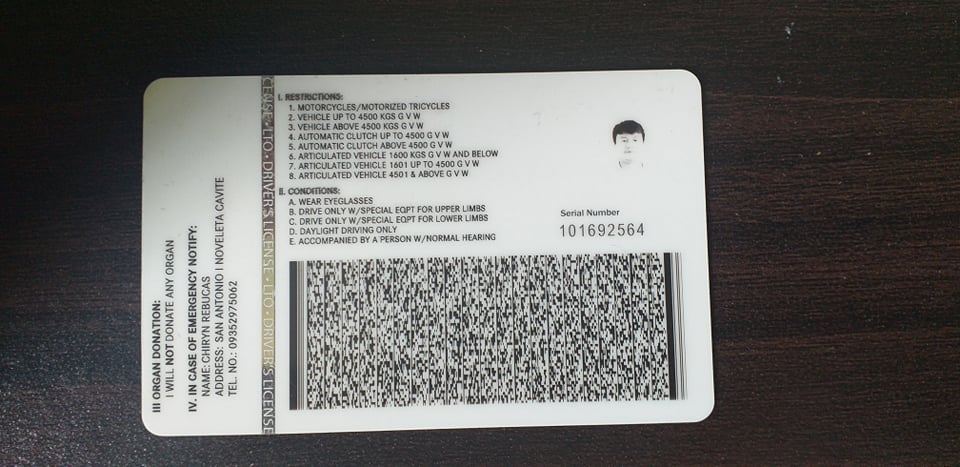 III ORGAN DONATION:
I WILL NOT DONATE ANY ORGAN
IV. IN CASE OF EMERGENCY NOTIFY:
NAME:CHIRYN REBUCAS
ADDRESS: SAN ANTONIO I NOVELETA CAVITE
TEL. NO.: 09352975062
CENSE • LTO • DRIVER'S LICENSE • LTO • DRIVER'S LICENSE
I. RESTRICTIONS:
1. MOTORCYCLES/MOTORIZED TRICYCLES
2. VEHICLE UP TO 4500 KGS G V W
3. VEHICLE ABOVE 4500 KGS G V W
4. AUTOMATIC CLUTCH UP TO 4500 G V W
5. AUTOMATIC CLUTCH ABOVE 4500 G V W
6. ARTICULATED VEHICLE 1600 KGS G V W AND BELOW
7. ARTICULATED VEHICLE 1601 UP TO 4500 G V W
8. ARTICULATED VEHICLE 4501 & ABOVE G V W
II. CONDITIONS:
A. WEAR EYEGLASSES
B. DRIVE ONLY W/SPECIAL EQPT FOR UPPER LIMBS
C. DRIVE ONLY W/SPECIAL EQPT FOR LOWER LIMBS
D. DAYLIGHT DRIVING ONLY
E. ACCOMPANIED BY A PERSON W/NORMAL HEARING
Serial Number
101692564